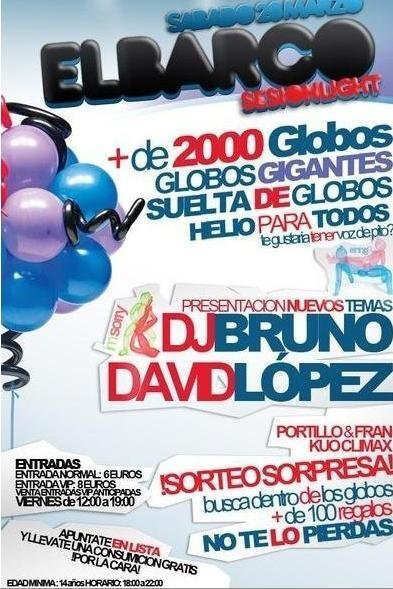 SABADO 20 MARZO
ELBARCO
SESION LIGHT
+ de 2000 Globos
GLOBOS GIGANTES
SUELTA DE GLOBOS
HELIO PARA TODOS
te gustaria tener voz de pito?
imsorry
PRESENTACION NUEVOS TEMAS
DJBRUNO
& DAVIDLÓPEZ
PORTILLO & FRAN
KUO CLIMAX
!SORTEO SORPRESA!
busca dentro de los globos
+ de 100 regalos
NO TE LO PIERDAS
ENTRADAS
ENTRADA NORMAL: 6 EUROS
ENTRADA VIP: 8 EUROS
VENTA ENTRADAS VIP ANTICIPADAS
VIERNES de 12:00 a 19:00
APUNTATE EN LISTA
Y LLEVATE UNA CONSUMICION GRATIS
!POR LA CARA!
EDAD MINIMA : 14 años HORARIO: 18:00 a 22:00